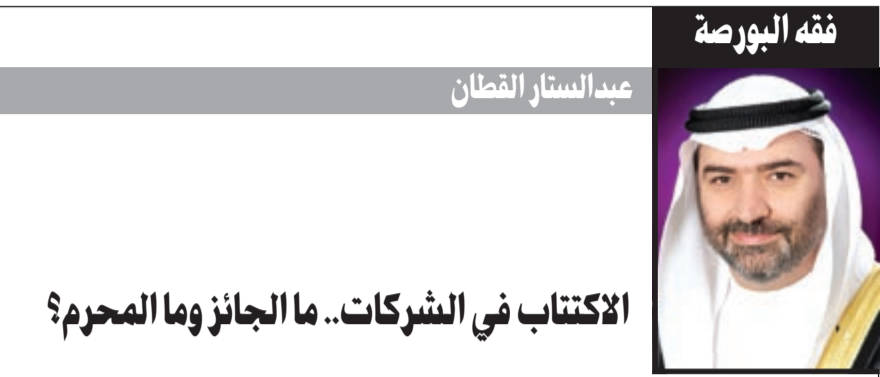 فقه البورصة
عبدالستار القطان
الاكتتاب في الشركات.. ما الجائز وما المحرم؟